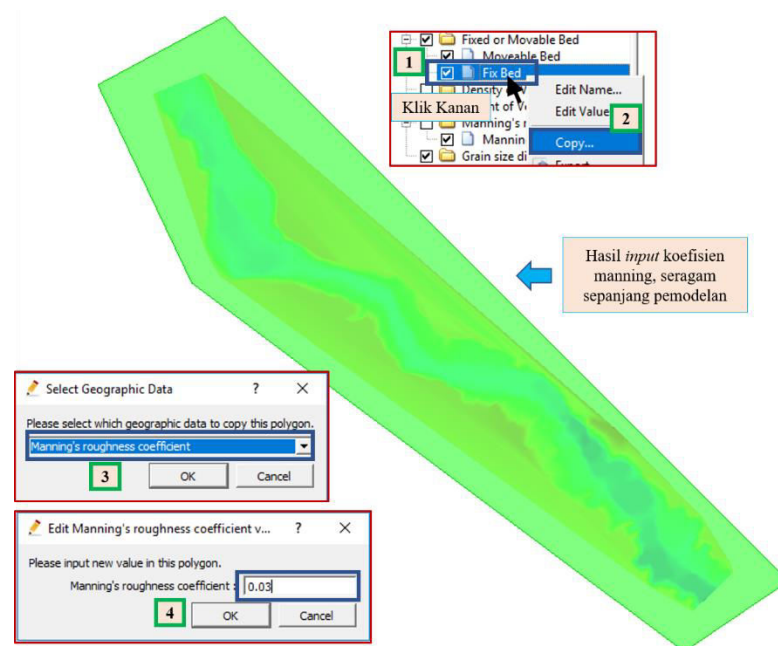 Fixed or Movable Bed
1
Moveable Bed
Fix Bed
Edit Name...
Klik Kanan
Edit Value
2
Manning's
Copy...
Mannin
Grain size di
Hasil input koefisien
manning, seragam
sepanjang pemodelan
Select Geographic Data ? X
Please select which geographic data to copy this polygon.
Manning's roughness coefficient
3
OK Cancel
Edit Manning's roughness coefficient v... ? X
Please input new value in this polygon.
Manning's roughness coefficient : 0.03
4
OK Cancel